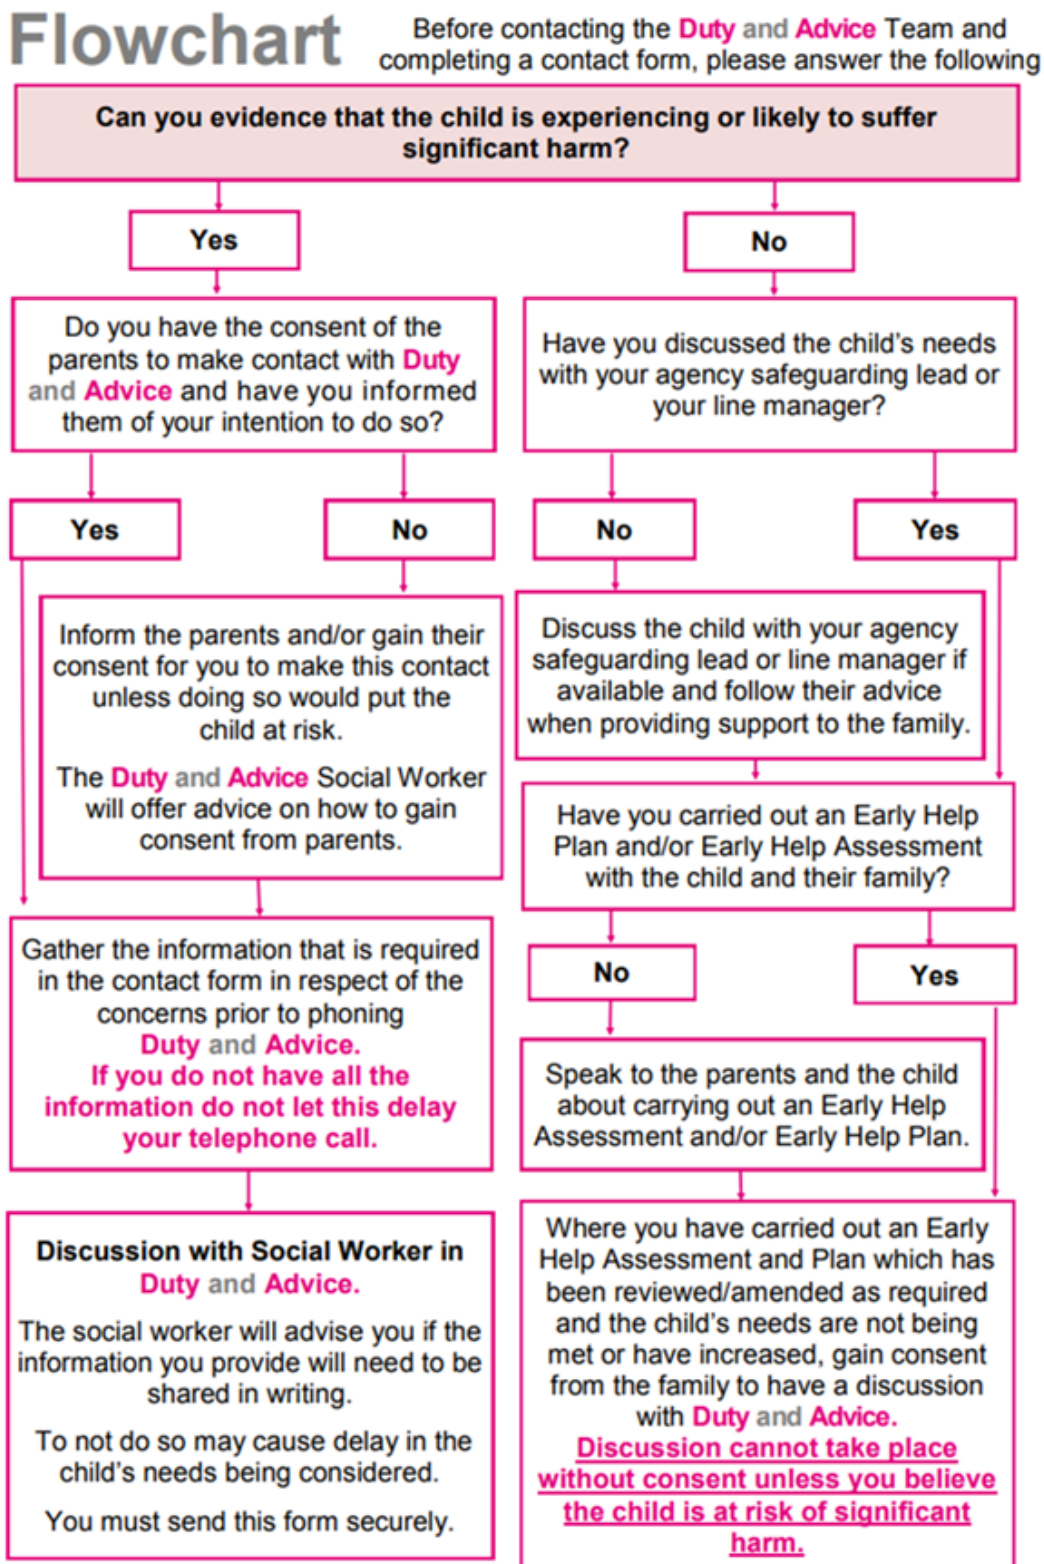 Flowchart
Before contacting the Duty and Advice Team and
completing a contact form, please answer the following
Can you evidence that the child is experiencing or likely to suffer
significant harm?
Yes
No
Do you have the consent of the
parents to make contact with Duty
and Advice and have you informed
them of your intention to do so?
Have you discussed the child's needs
with your agency safeguarding lead or
your line manager?
Yes
No
No
Yes
Inform the parents and/or gain their
consent for you to make this contact
unless doing so would put the
child at risk.
The Duty and Advice Social Worker
will offer advice on how to gain
consent from parents.
Discuss the child with your agency
safeguarding lead or line manager if
available and follow their advice
when providing support to the family.
Have you carried out an Early Help
Plan and/or Early Help Assessment
with the child and their family?
Gather the information that is required
in the contact form in respect of the
concerns prior to phoning
Duty and Advice.
If you do not have all the
information do not let this delay
your telephone call.
No
Yes
Speak to the parents and the child
about carrying out an Early Help
Assessment and/or Early Help Plan.
Discussion with Social Worker in
Duty and Advice.
The social worker will advise you if the
information you provide will need to be
shared in writing.
To not do so may cause delay in the
child's needs being considered.
You must send this form securely.
Where you have carried out an Early
Help Assessment and Plan which has
been reviewed/amended as required
and the child's needs are not being
met or have increased, gain consent
from the family to have a discussion
with Duty and Advice.
Discussion cannot take place
without consent unless you believe
the child is at risk of significant
harm.